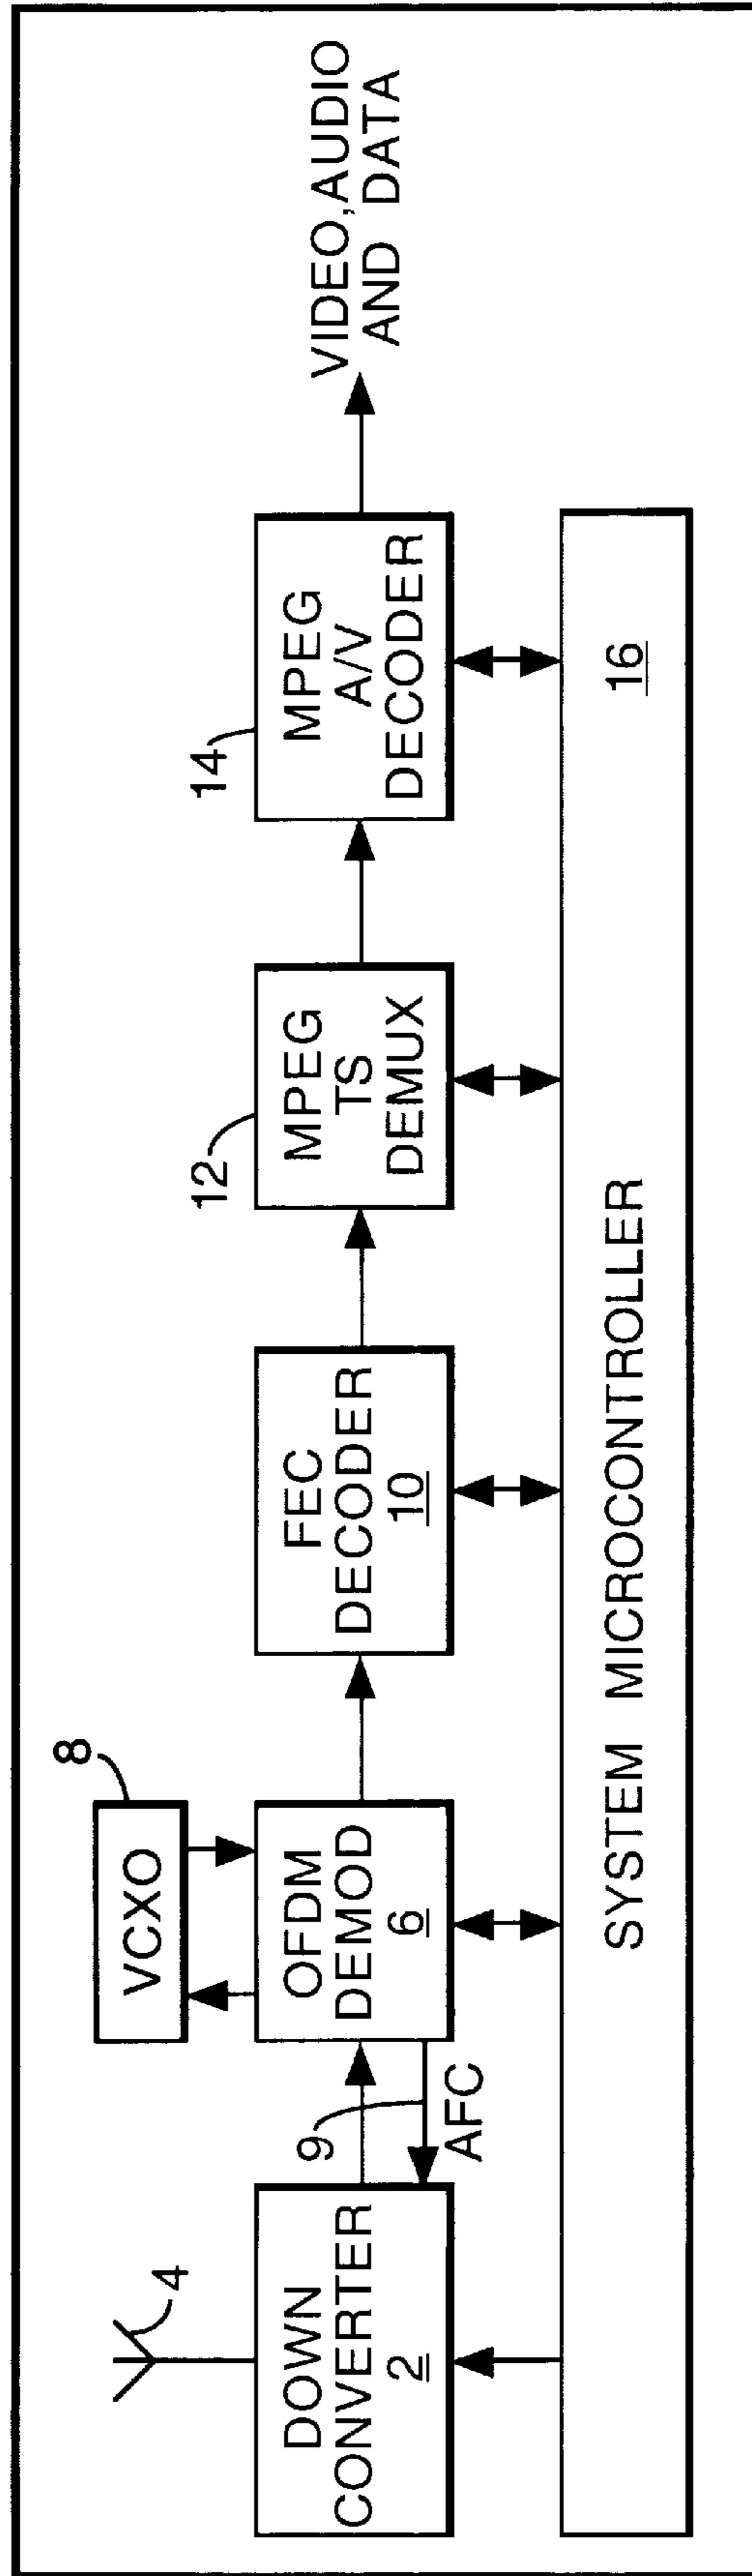 4
DOWN
CONVERTER
2
9
AFC
VCXO
8
OFDM
DEMOD
6
FEC
DECODER
10
12
MPEG
TS
DEMUX
14
MPEG
A/V
DECODER
VIDEO,AUDIO
AND DATA
SYSTEM MICROCONTROLLER
16